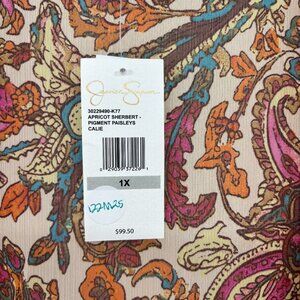 Jessica Simpson
30229490-K77
APRICOT SHERBERT -
PIGMENT PAISLEYS
CALIE
1X
$99.50